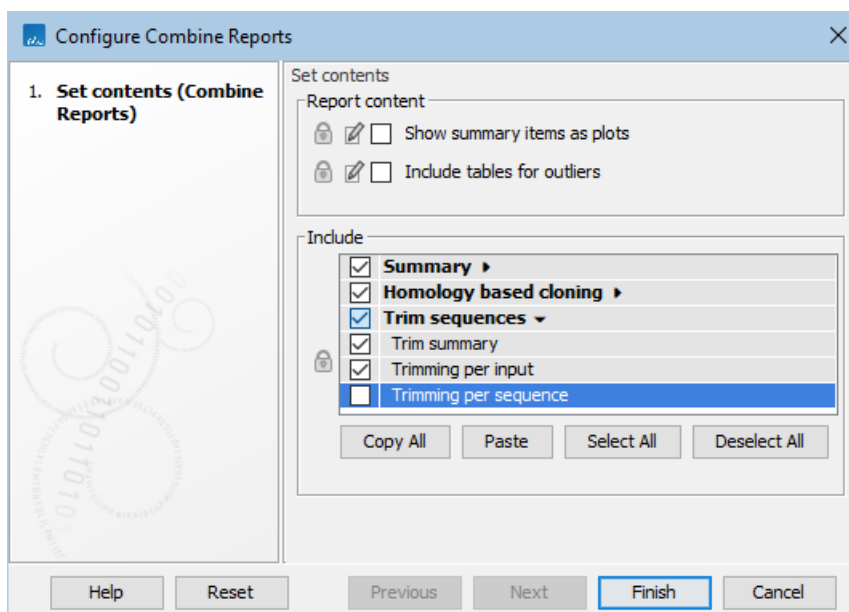 Configure Combine Reports
1. Set contents (Combine
Reports)
Set contents
Report content
Show summary items as plots
Include tables for outliers
Include
Summary
Homology based cloning
Trim sequences
Trim summary
Trimming per input
Trimming per sequence
Copy All Paste Select All Deselect All
Help Reset Previous Next Finish Cancel